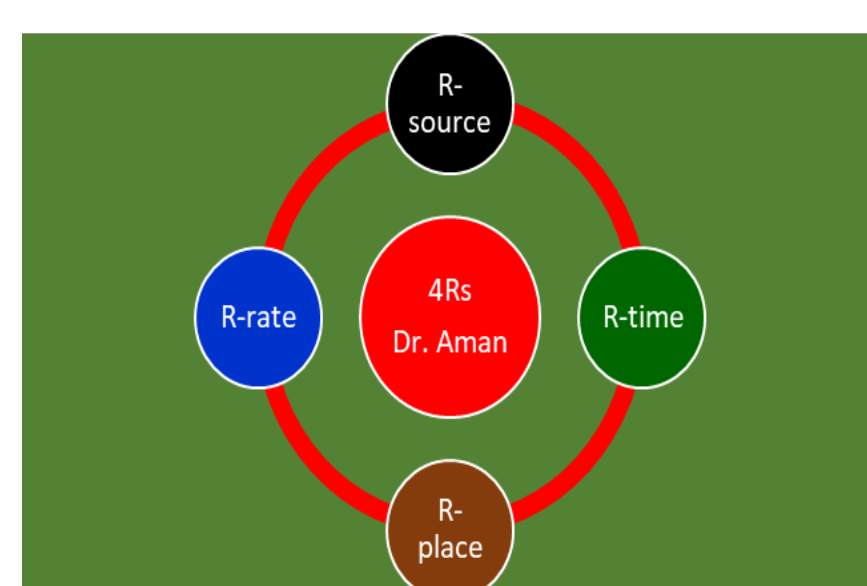 R-
source
R-rate
4Rs
Dr. Aman
R-time
R-
place